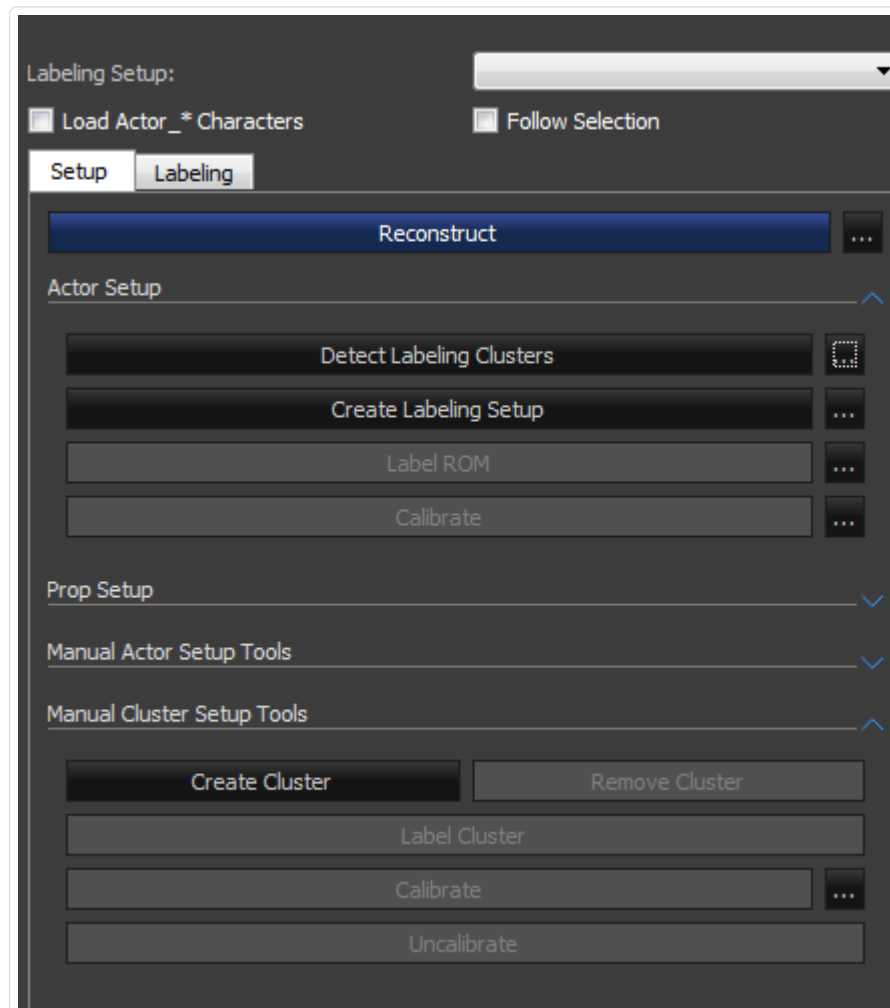 Labeling Setup:
Load Actor_* Characters Follow Selection
Setup Labeling
Reconstruct ...
Actor Setup
Detect Labeling Clusters ...
Create Labeling Setup ...
Label ROM ...
Calibrate ...
Prop Setup
Manual Actor Setup Tools
Manual Cluster Setup Tools
Create Cluster Remove Cluster
Label Cluster
Calibrate ...
Uncalibrate